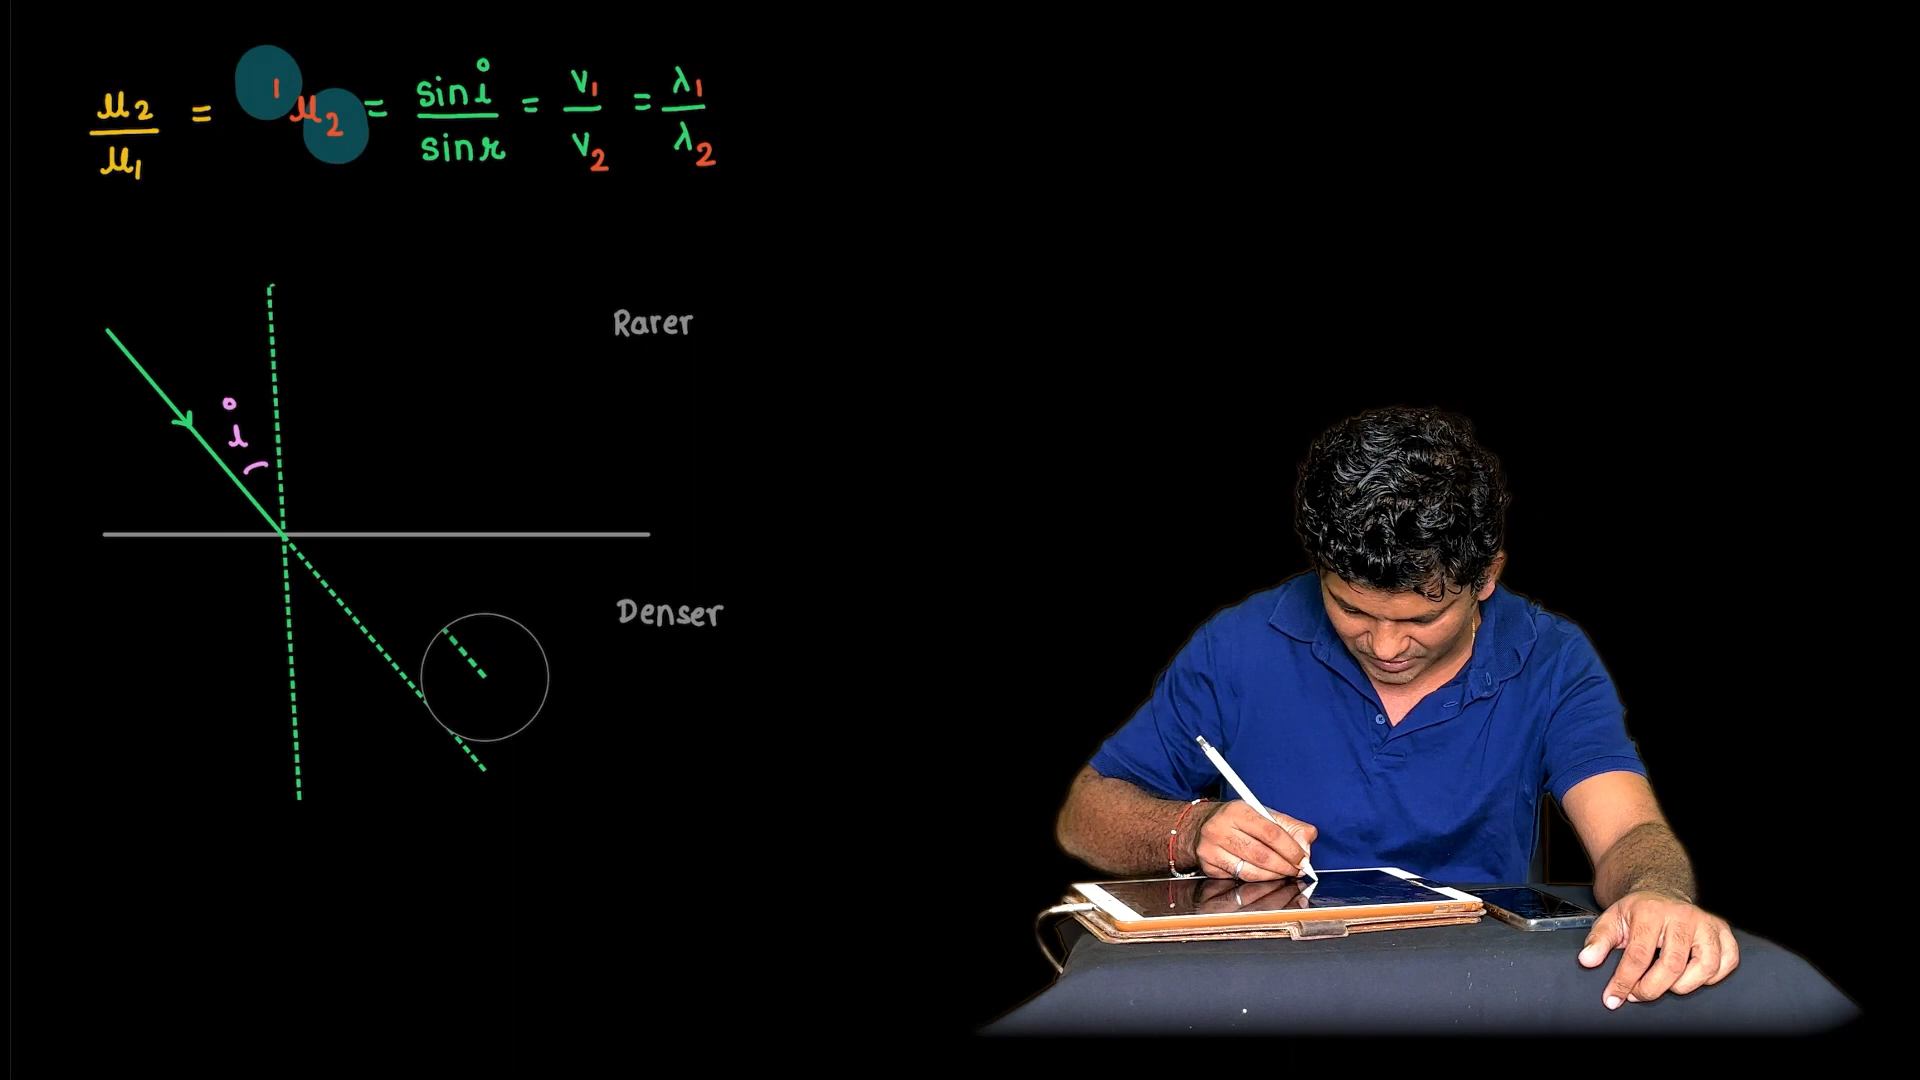 μ2/μ1 = ¹μ₂ = sin i/sin r = v1/v2 = λ1/λ2
Rarer
i
Denser